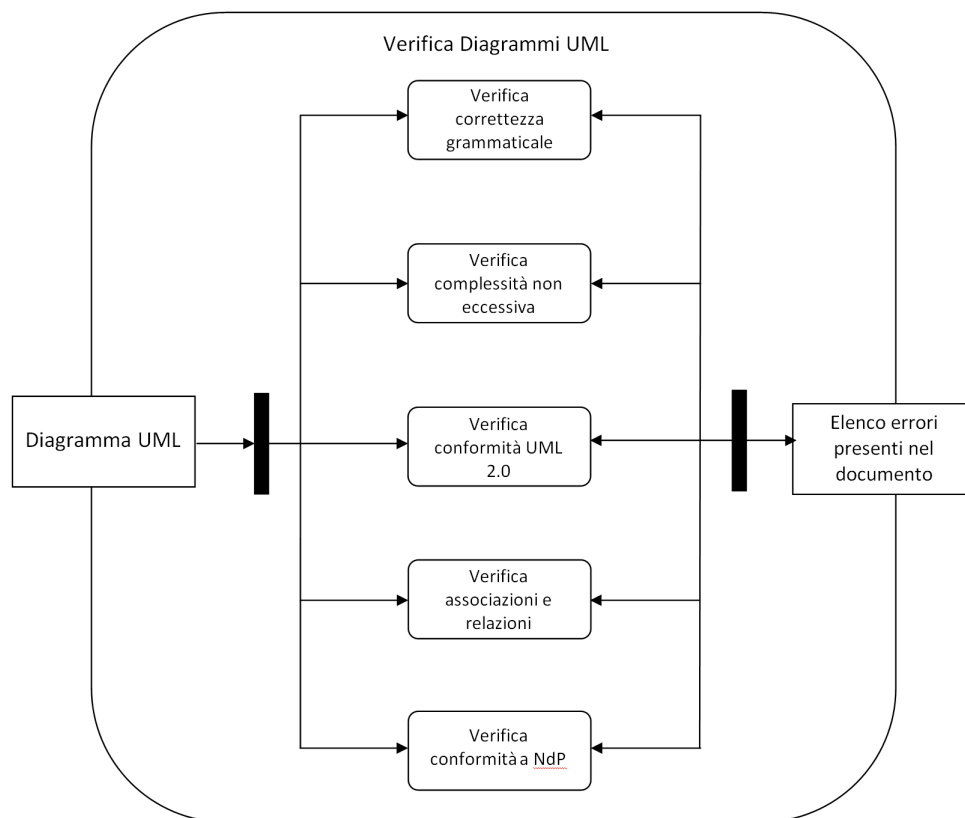 Verifica Diagrammi UML
Verifica
correttezza
grammaticale
Verifica
complessità non
eccessiva
Diagramma UML
Verifica
conformità UML
2.0
Elenco errori
presenti nel
documento
Verifica
associazioni e
relazioni
Verifica
conformità a NdP